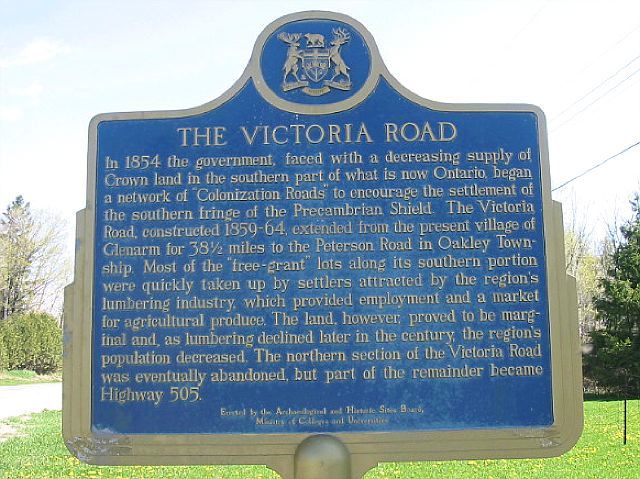 THE VICTORIA ROAD
In 1854 the government, faced with a decreasing supply of
Crown land in the southern part of what is now Ontario, began
a network of "Colonization Roads" to encourage the settlement of
the southern fringe of the Precambrian Shield. The Victoria
Road, constructed 1859-64, extended from the present village of
Glenarm for 38½ miles to the Peterson Road in Oakley Town-
ship. Most of the "free-grant" lots along its southern portion
were quickly taken up by settlers attracted by the region's
lumbering industry, which provided employment and a market
for agricultural produce. The land, however, proved to be marg-
inal and, as lumbering declined later in the century, the region's
population decreased. The northern section of the Victoria Road
was eventually abandoned, but part of the remainder became
Highway 505.
Erected by the Archaeological and Historic Sites Board,
Ministry of Colleges and Universities